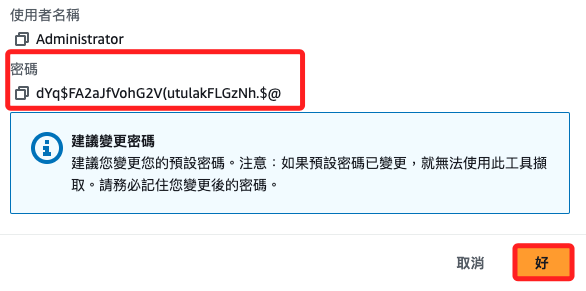 使用者名稱
Administrator
密碼
dYq$FA2aJfVohG2V(utulakFLGzNh.$@
建議變更密碼
建議您變更您的預設密碼。注意：如果預設密碼已變更，就無法使用此工具擷
取。請務必記住您變更後的密碼。
取消
好